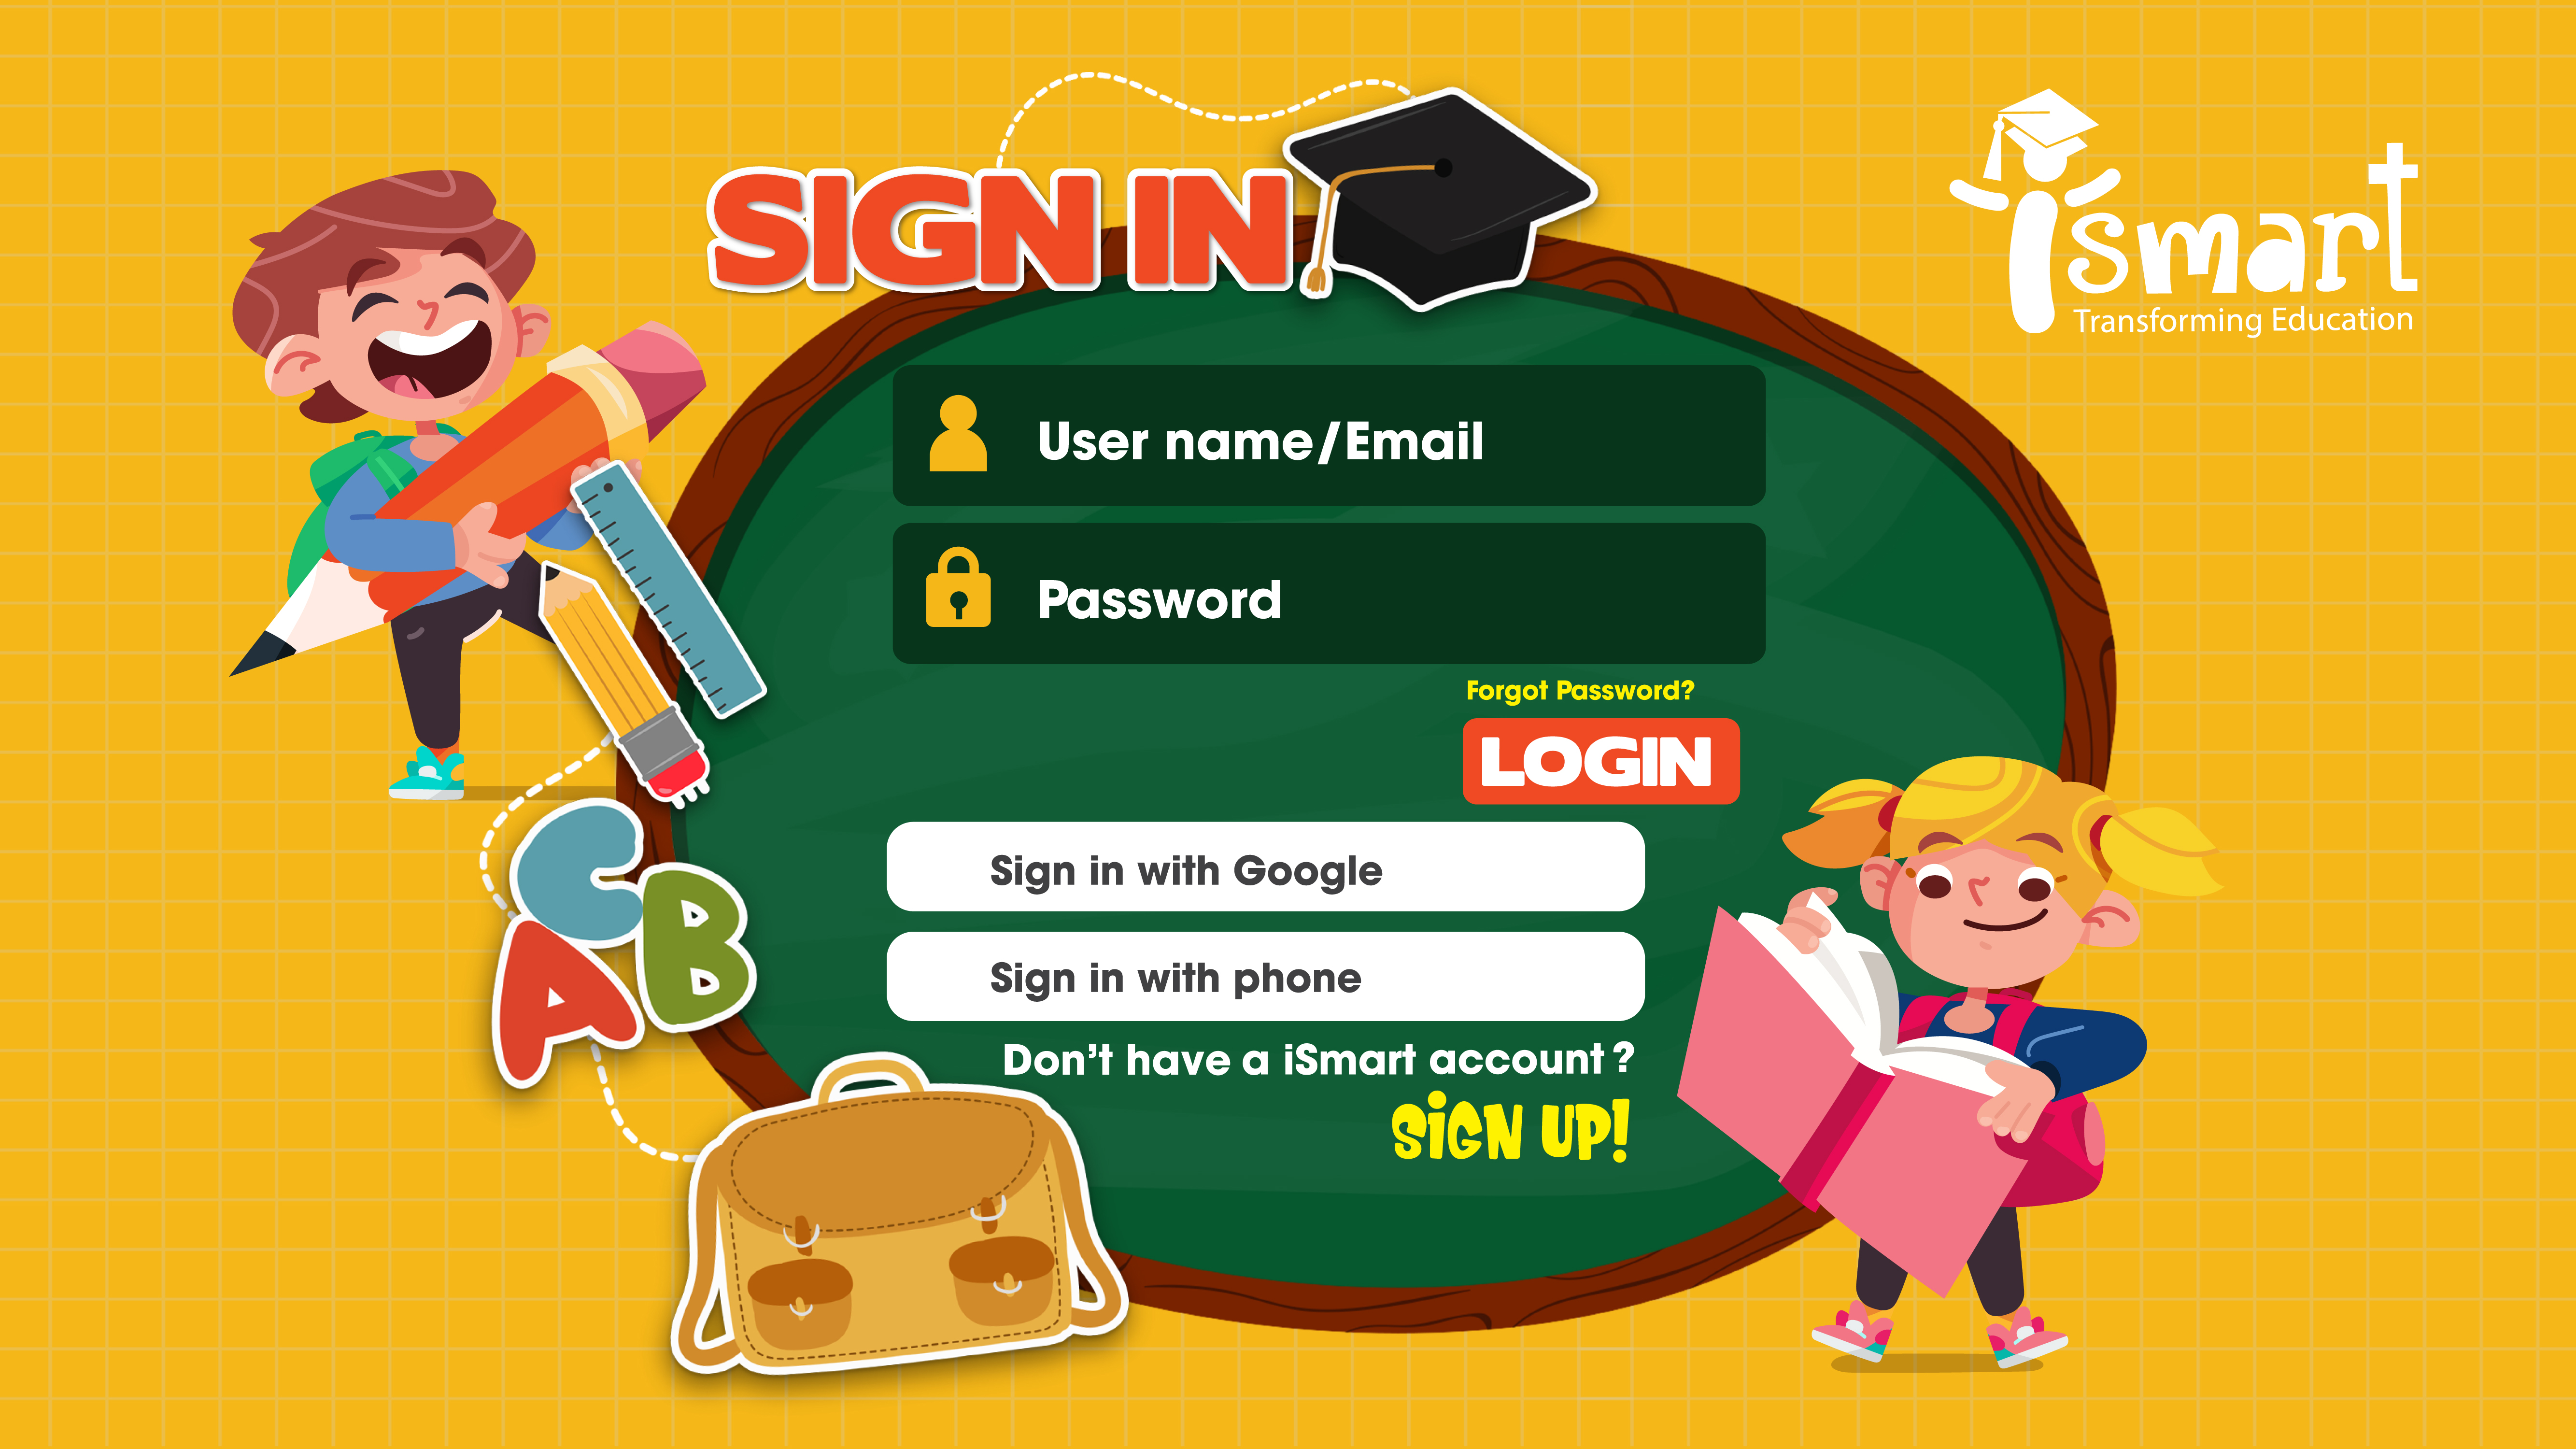 SIGN IN
ismart
Transforming Education
User name/Email
Password
Forgot Password?
LOGIN
Sign in with Google
Sign in with phone
Don't have a iSmart account?
SiGN UP!
C
A B